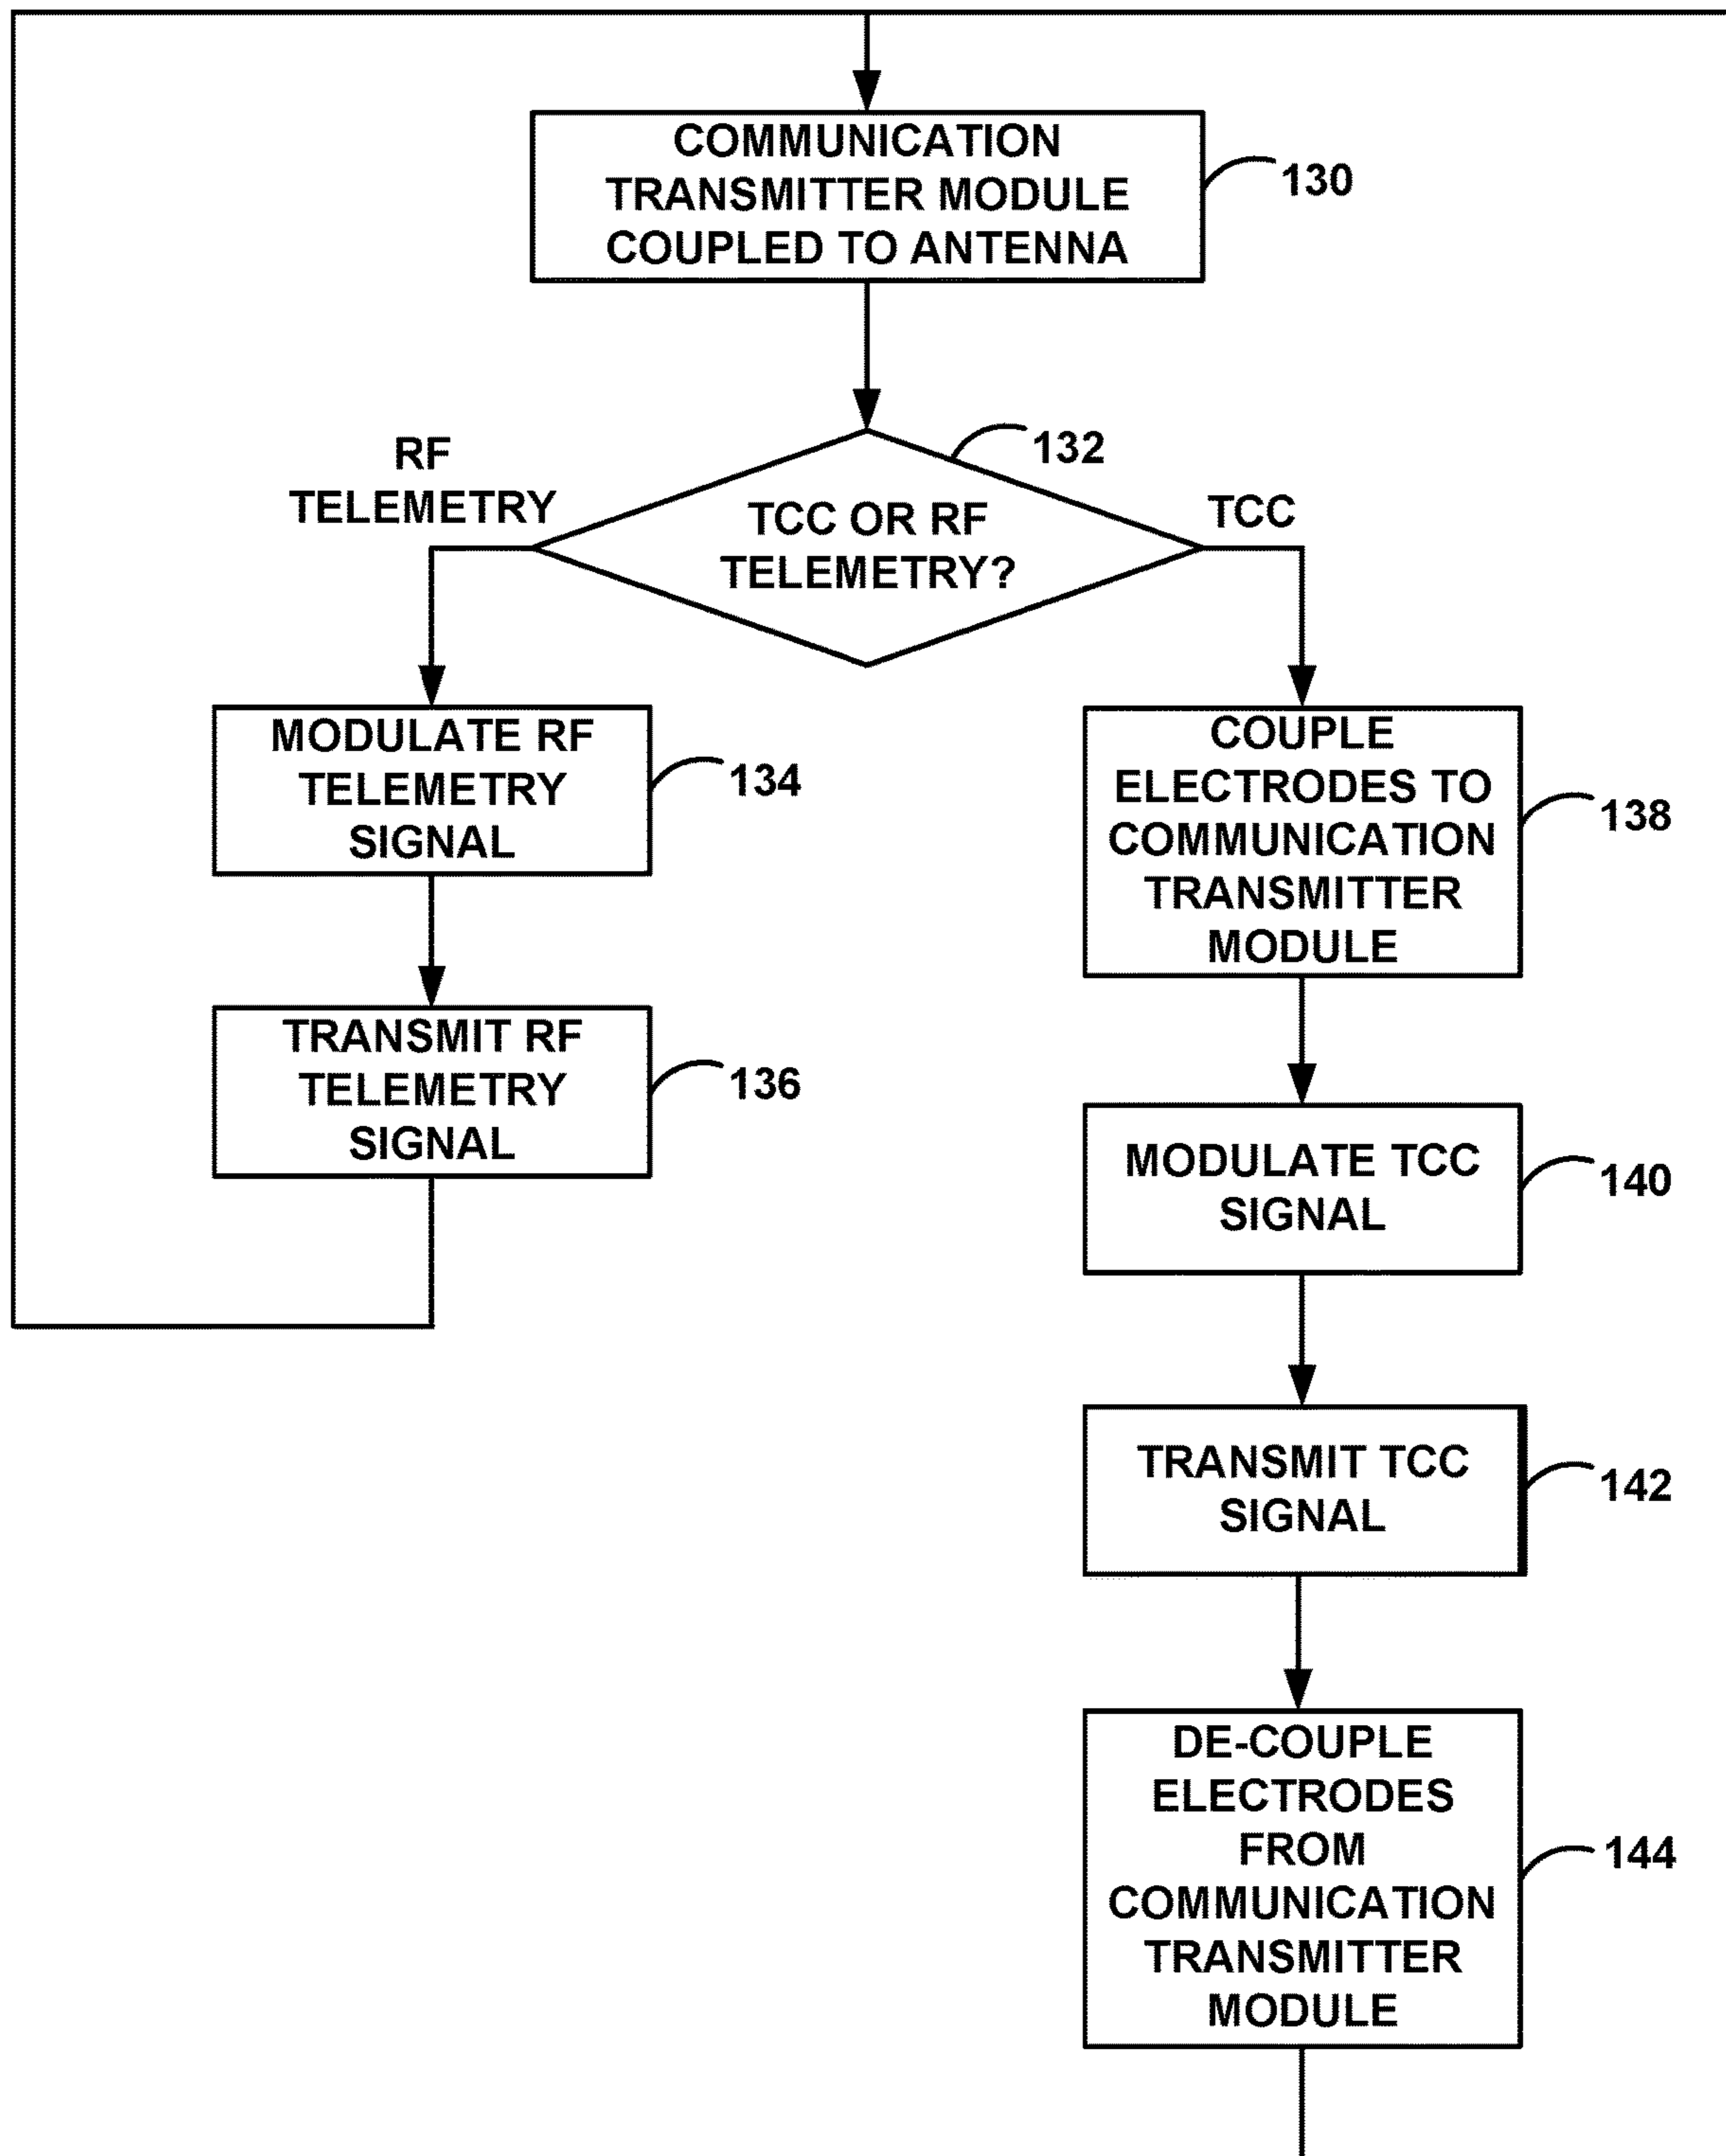 COMMUNICATION
TRANSMITTER MODULE
COUPLED TO ANTENNA
130
RF
TELEMETRY
132
TCC OR RF
TELEMETRY?
TCC
MODULATE RF
TELEMETRY
SIGNAL
134
COUPLE
ELECTRODES TO
COMMUNICATION
TRANSMITTER
MODULE
138
TRANSMIT RF
TELEMETRY
SIGNAL
136
MODULATE TCC
SIGNAL
140
TRANSMIT TCC
SIGNAL
142
DE-COUPLE
ELECTRODES
FROM
COMMUNICATION
TRANSMITTER
MODULE
144